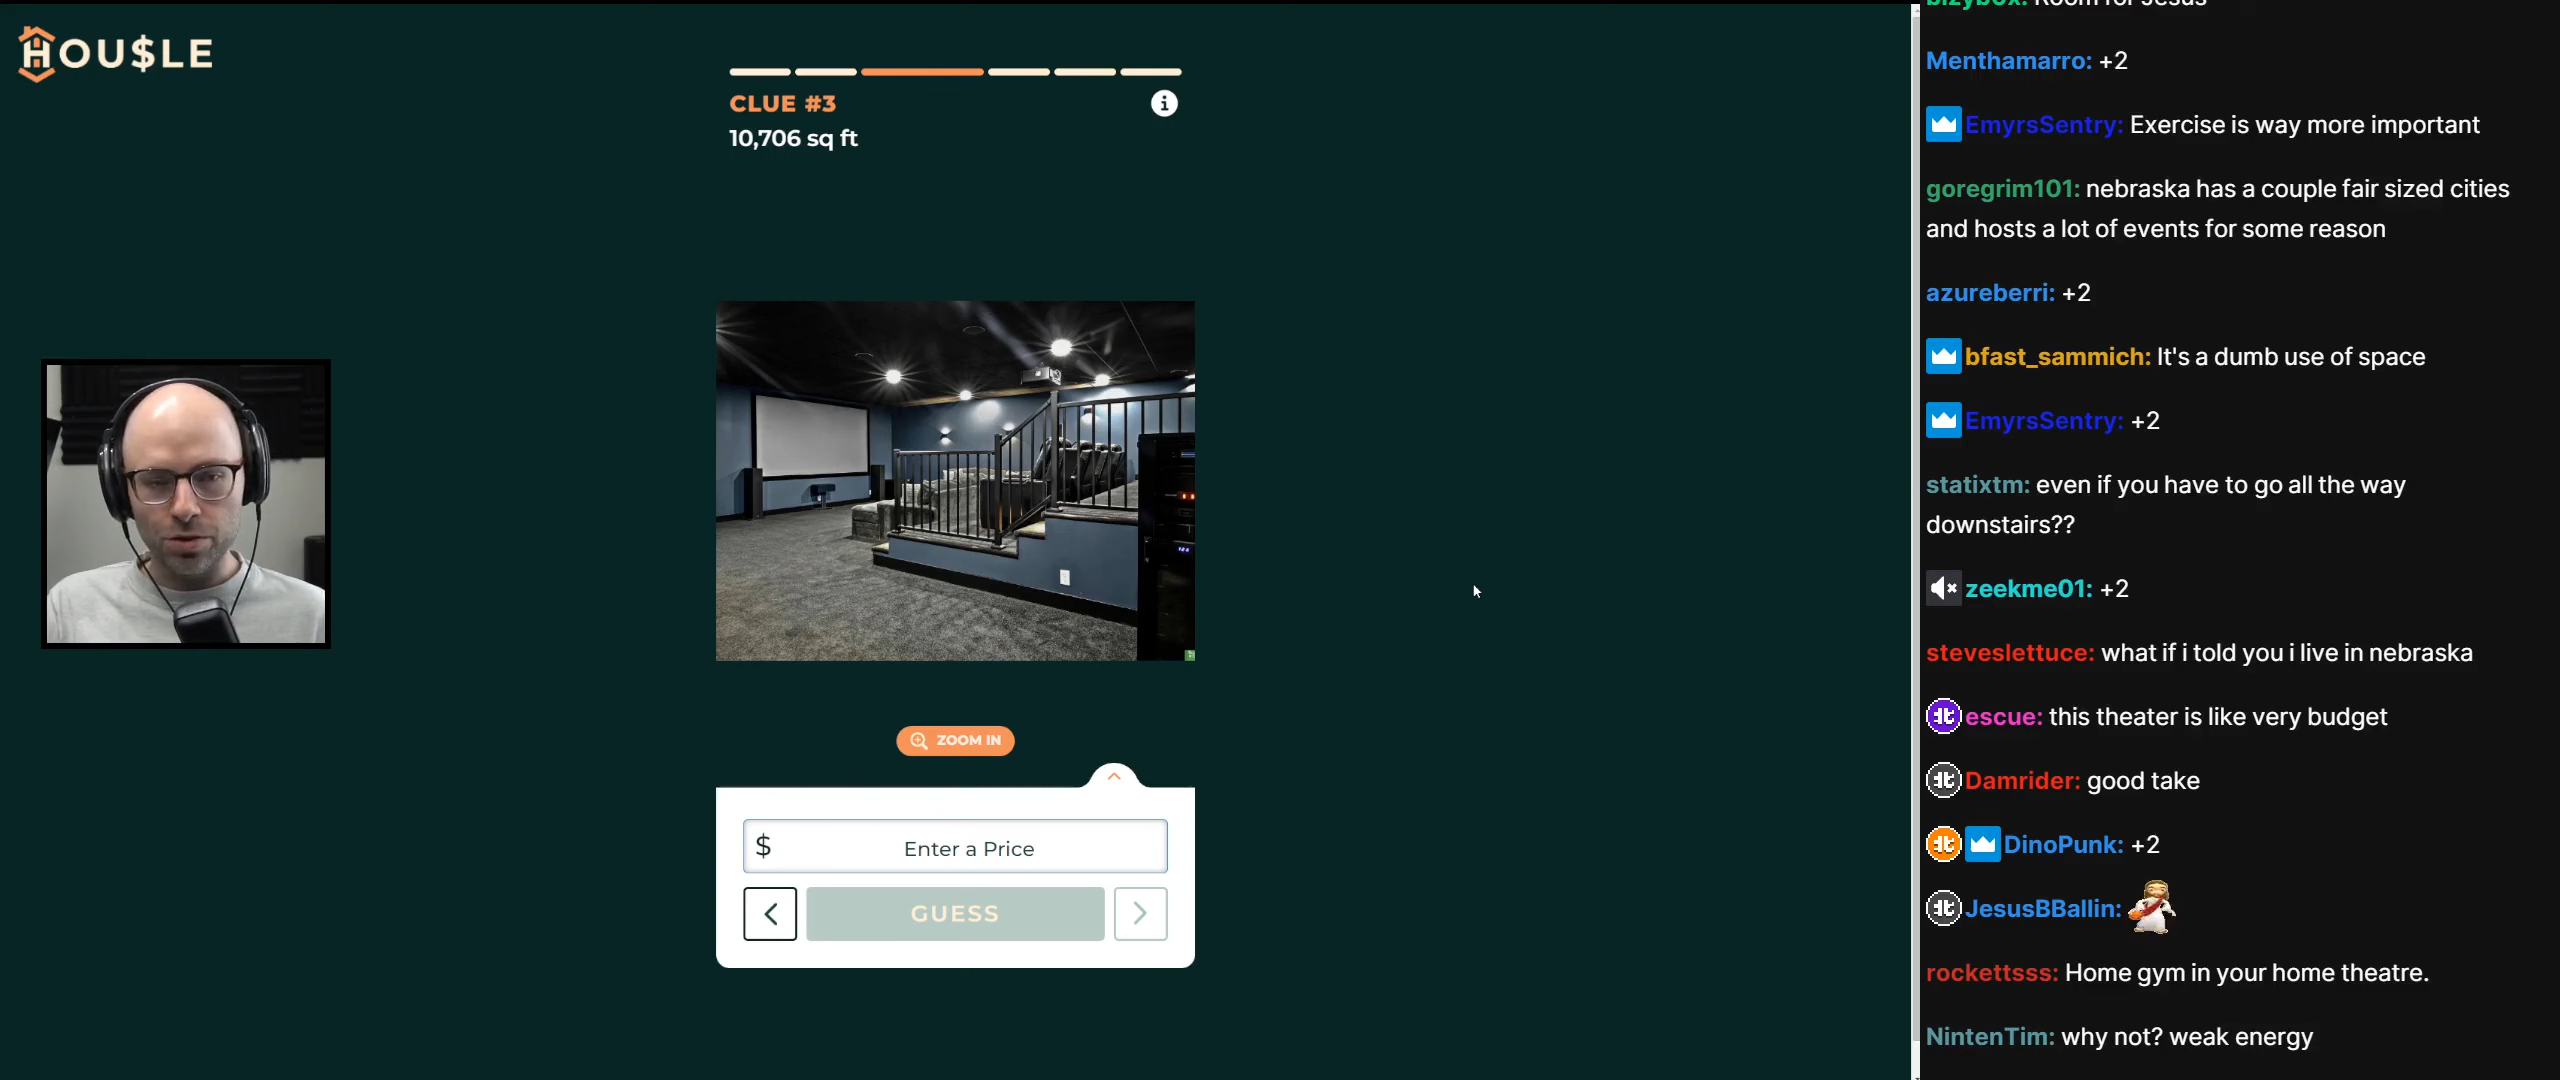 HOU$LE
CLUE #3
10,706 sq ft
ZOOM IN
$ Enter a Price
GUESS
bizybox: Room for Jesus
Menthamarro: +2
EmyrsSentry: Exercise is way more important
goregrim101: nebraska has a couple fair sized cities
and hosts a lot of events for some reason
azureberri: +2
bfast_sammich: It's a dumb use of space
EmyrsSentry: +2
statixtm: even if you have to go all the way
downstairs??
zeekme01: +2
steveslettuce: what if i told you i live in nebraska
escue: this theater is like very budget
Damrider: good take
DinoPunk: +2
JesusBBallin:
rockettsss: Home gym in your home theatre.
NintenTim: why not? weak energy